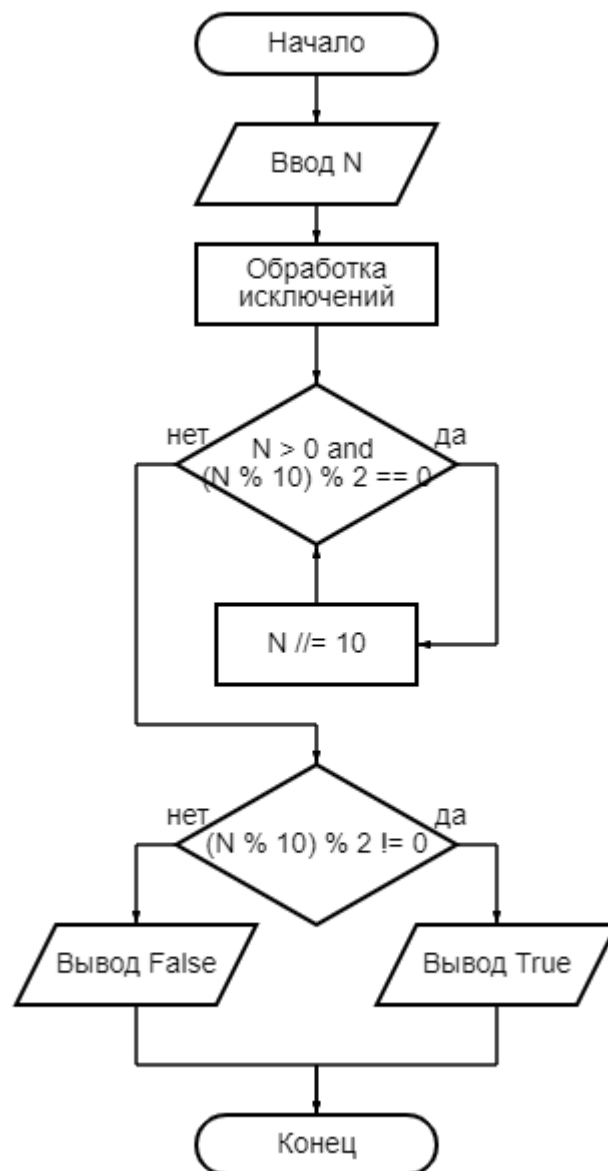 Начало
Ввод N
Обработка
исключений
нет
да
N > 0 and
(N % 10) % 2 == 0
N //= 10
нет
да
(N % 10) % 2 != 0
Вывод False
Вывод True
Конец